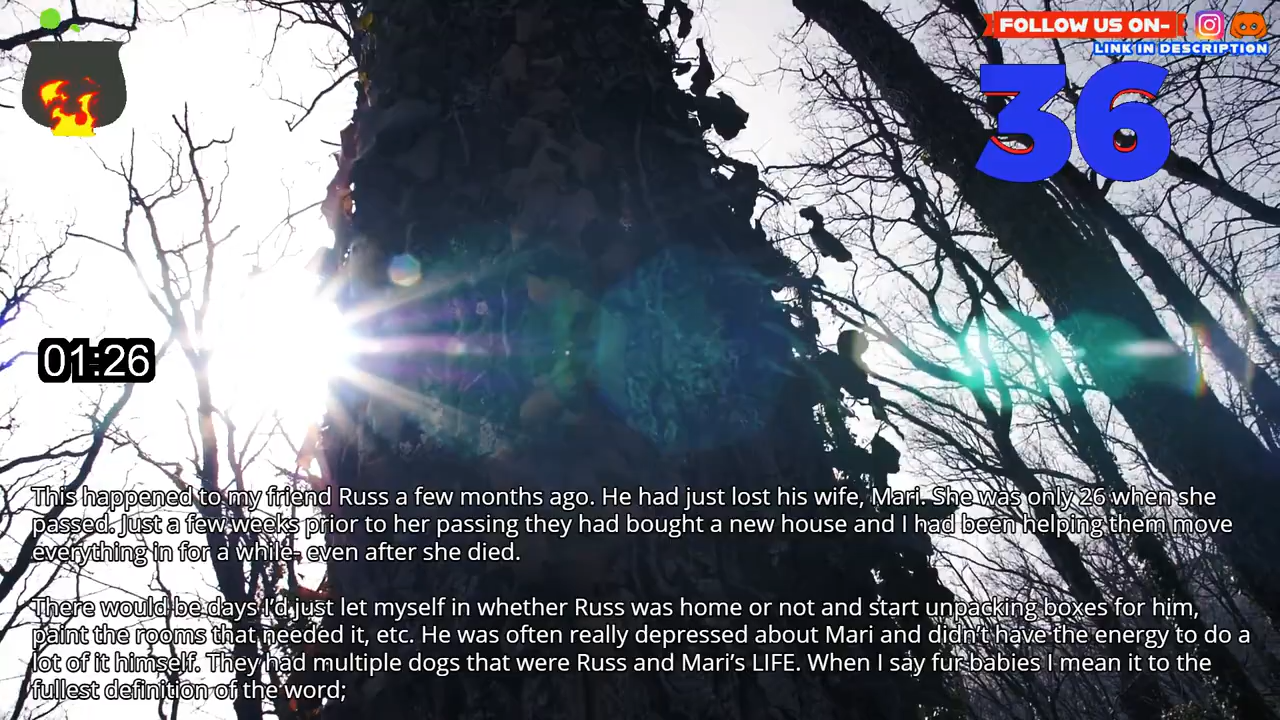 FOLLOW US ON-
LINK IN DESCRIPTION
36
01:26
This happened to my friend Russ a few months ago. He had just lost his wife, Mari. She was only 26 when she
passed. Just a few weeks prior to her passing they had bought a new house and I had been helping them move
everything in for a while- even after she died.
There would be days I'd just let myself in whether Russ was home or not and start unpacking boxes for him,
paint the rooms that needed it, etc. He was often really depressed about Mari and didn't have the energy to do a
lot of it himself. They had multiple dogs that were Russ and Mari's LIFE. When I say fur babies I mean it to the
fullest definition of the word;